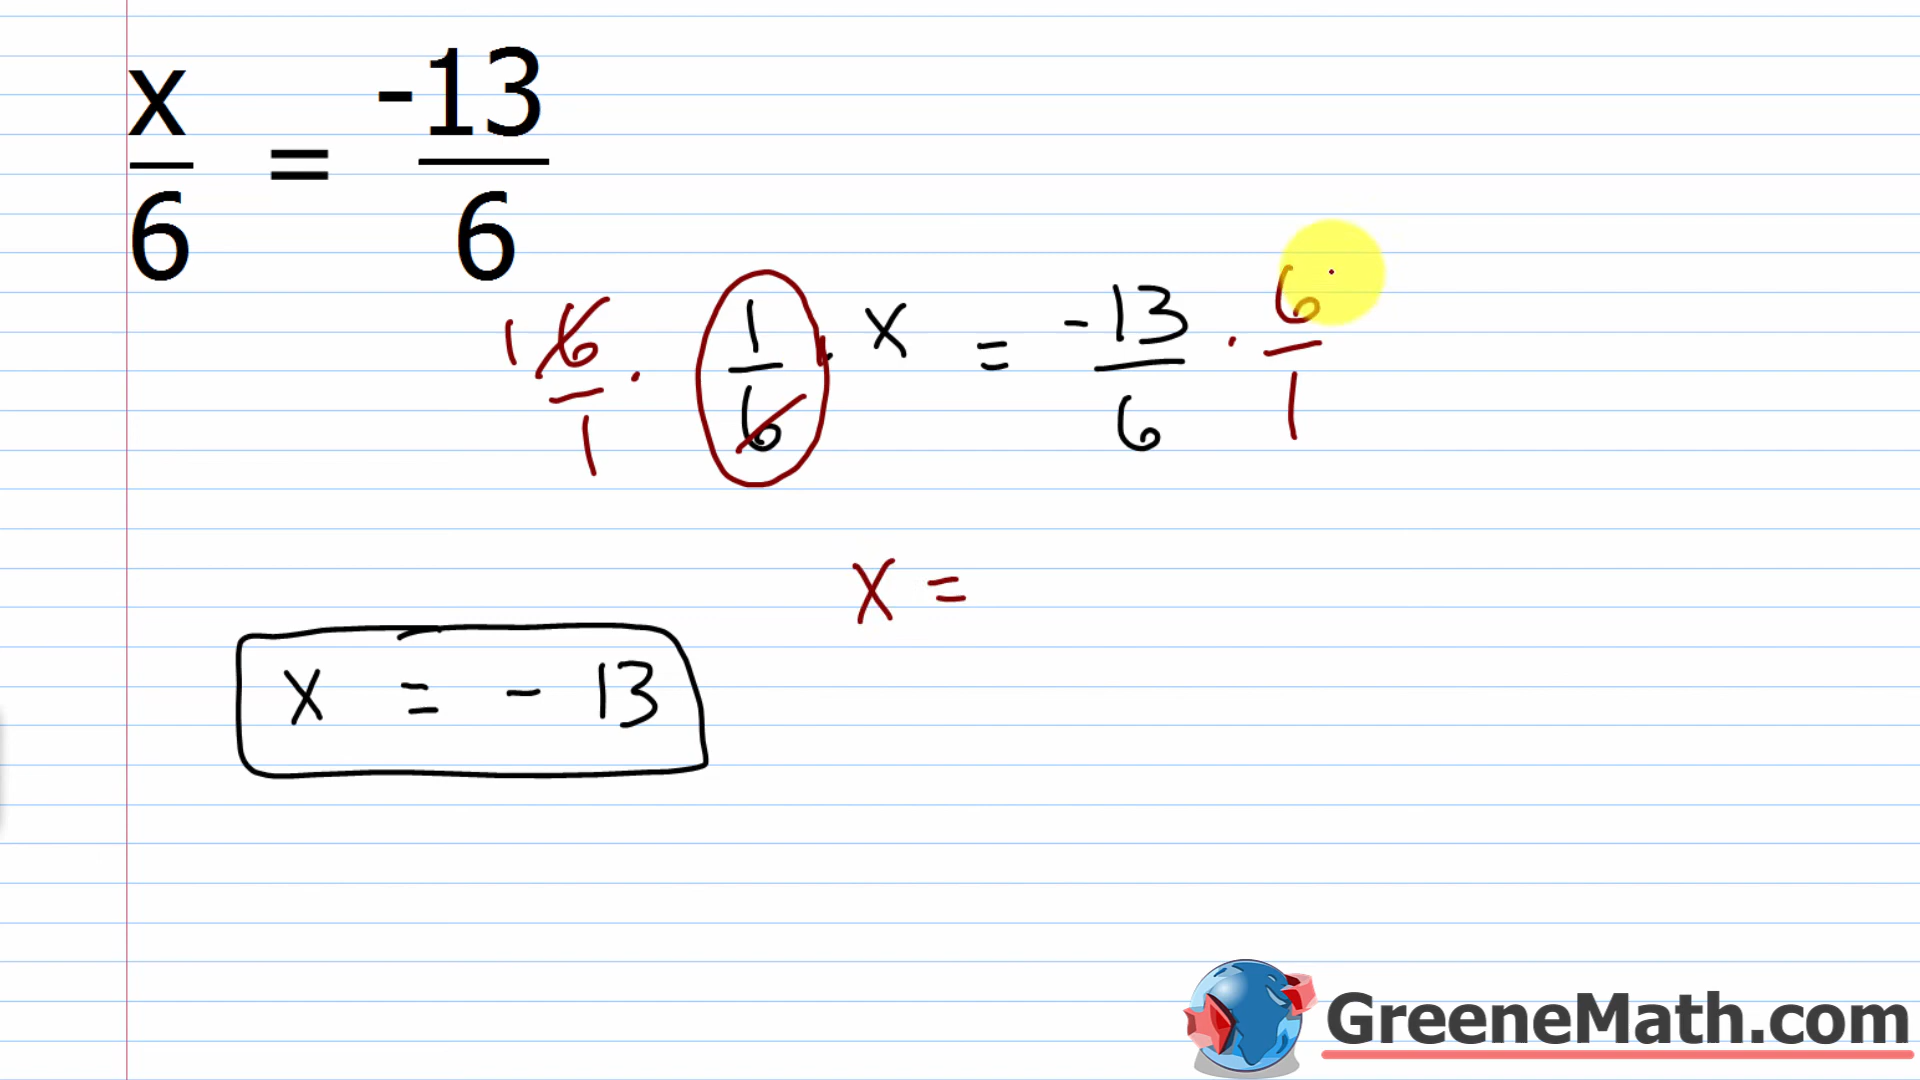 x/6 = -13/6
1 6/1 · 1/6 · x = -13/6 · 6/1
x =
x = - 13
GreeneMath.com